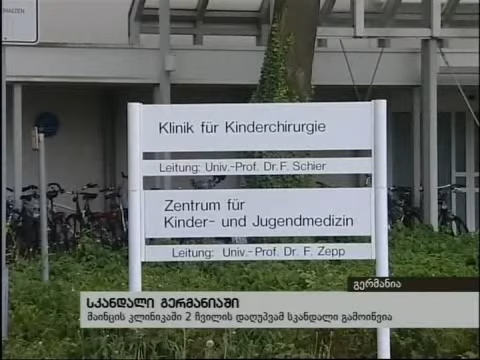 Klinik für Kinderchirurgie
Leitung: Univ.-Prof. Dr. F. Schier
Zentrum für
Kinder- und Jugendmedizin
Leitung: Univ.-Prof. Dr. F. Zepp
გერმანია
სკანდალი გერმანიაში
მაინცის კლინიკაში 2 ჩვილის დაღუპვამ სკანდალი გამოიწვია